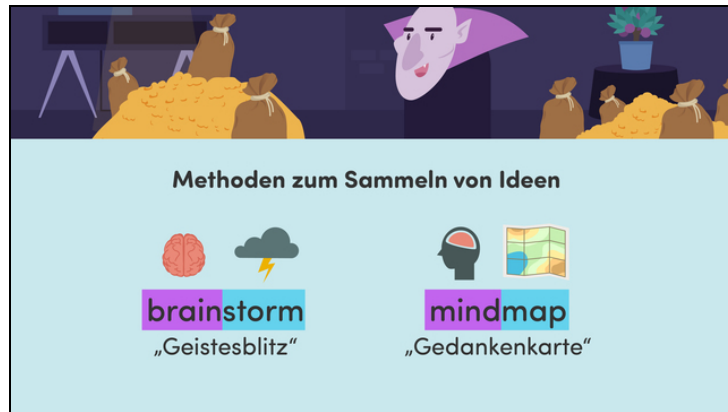 Methoden zum Sammeln von Ideen
brainstorm mindmap
„Geistesblitz“ „Gedankenkarte“